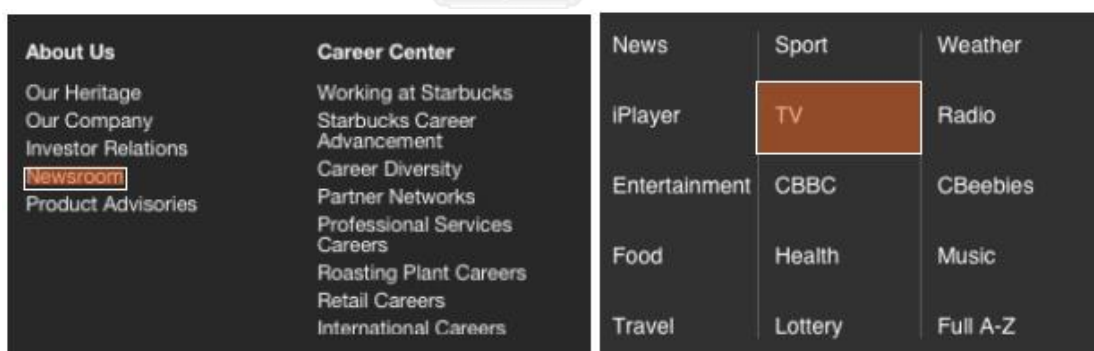 About Us
Our Heritage
Our Company
Investor Relations
Newsroom
Product Advisories
Career Center
Working at Starbucks
Starbucks Career
Advancement
Career Diversity
Partner Networks
Professional Services
Careers
Roasting Plant Careers
Retail Careers
International Careers
News Sport Weather
iPlayer TV Radio
Entertainment CBBC CBeebies
Food Health Music
Travel Lottery Full A-Z